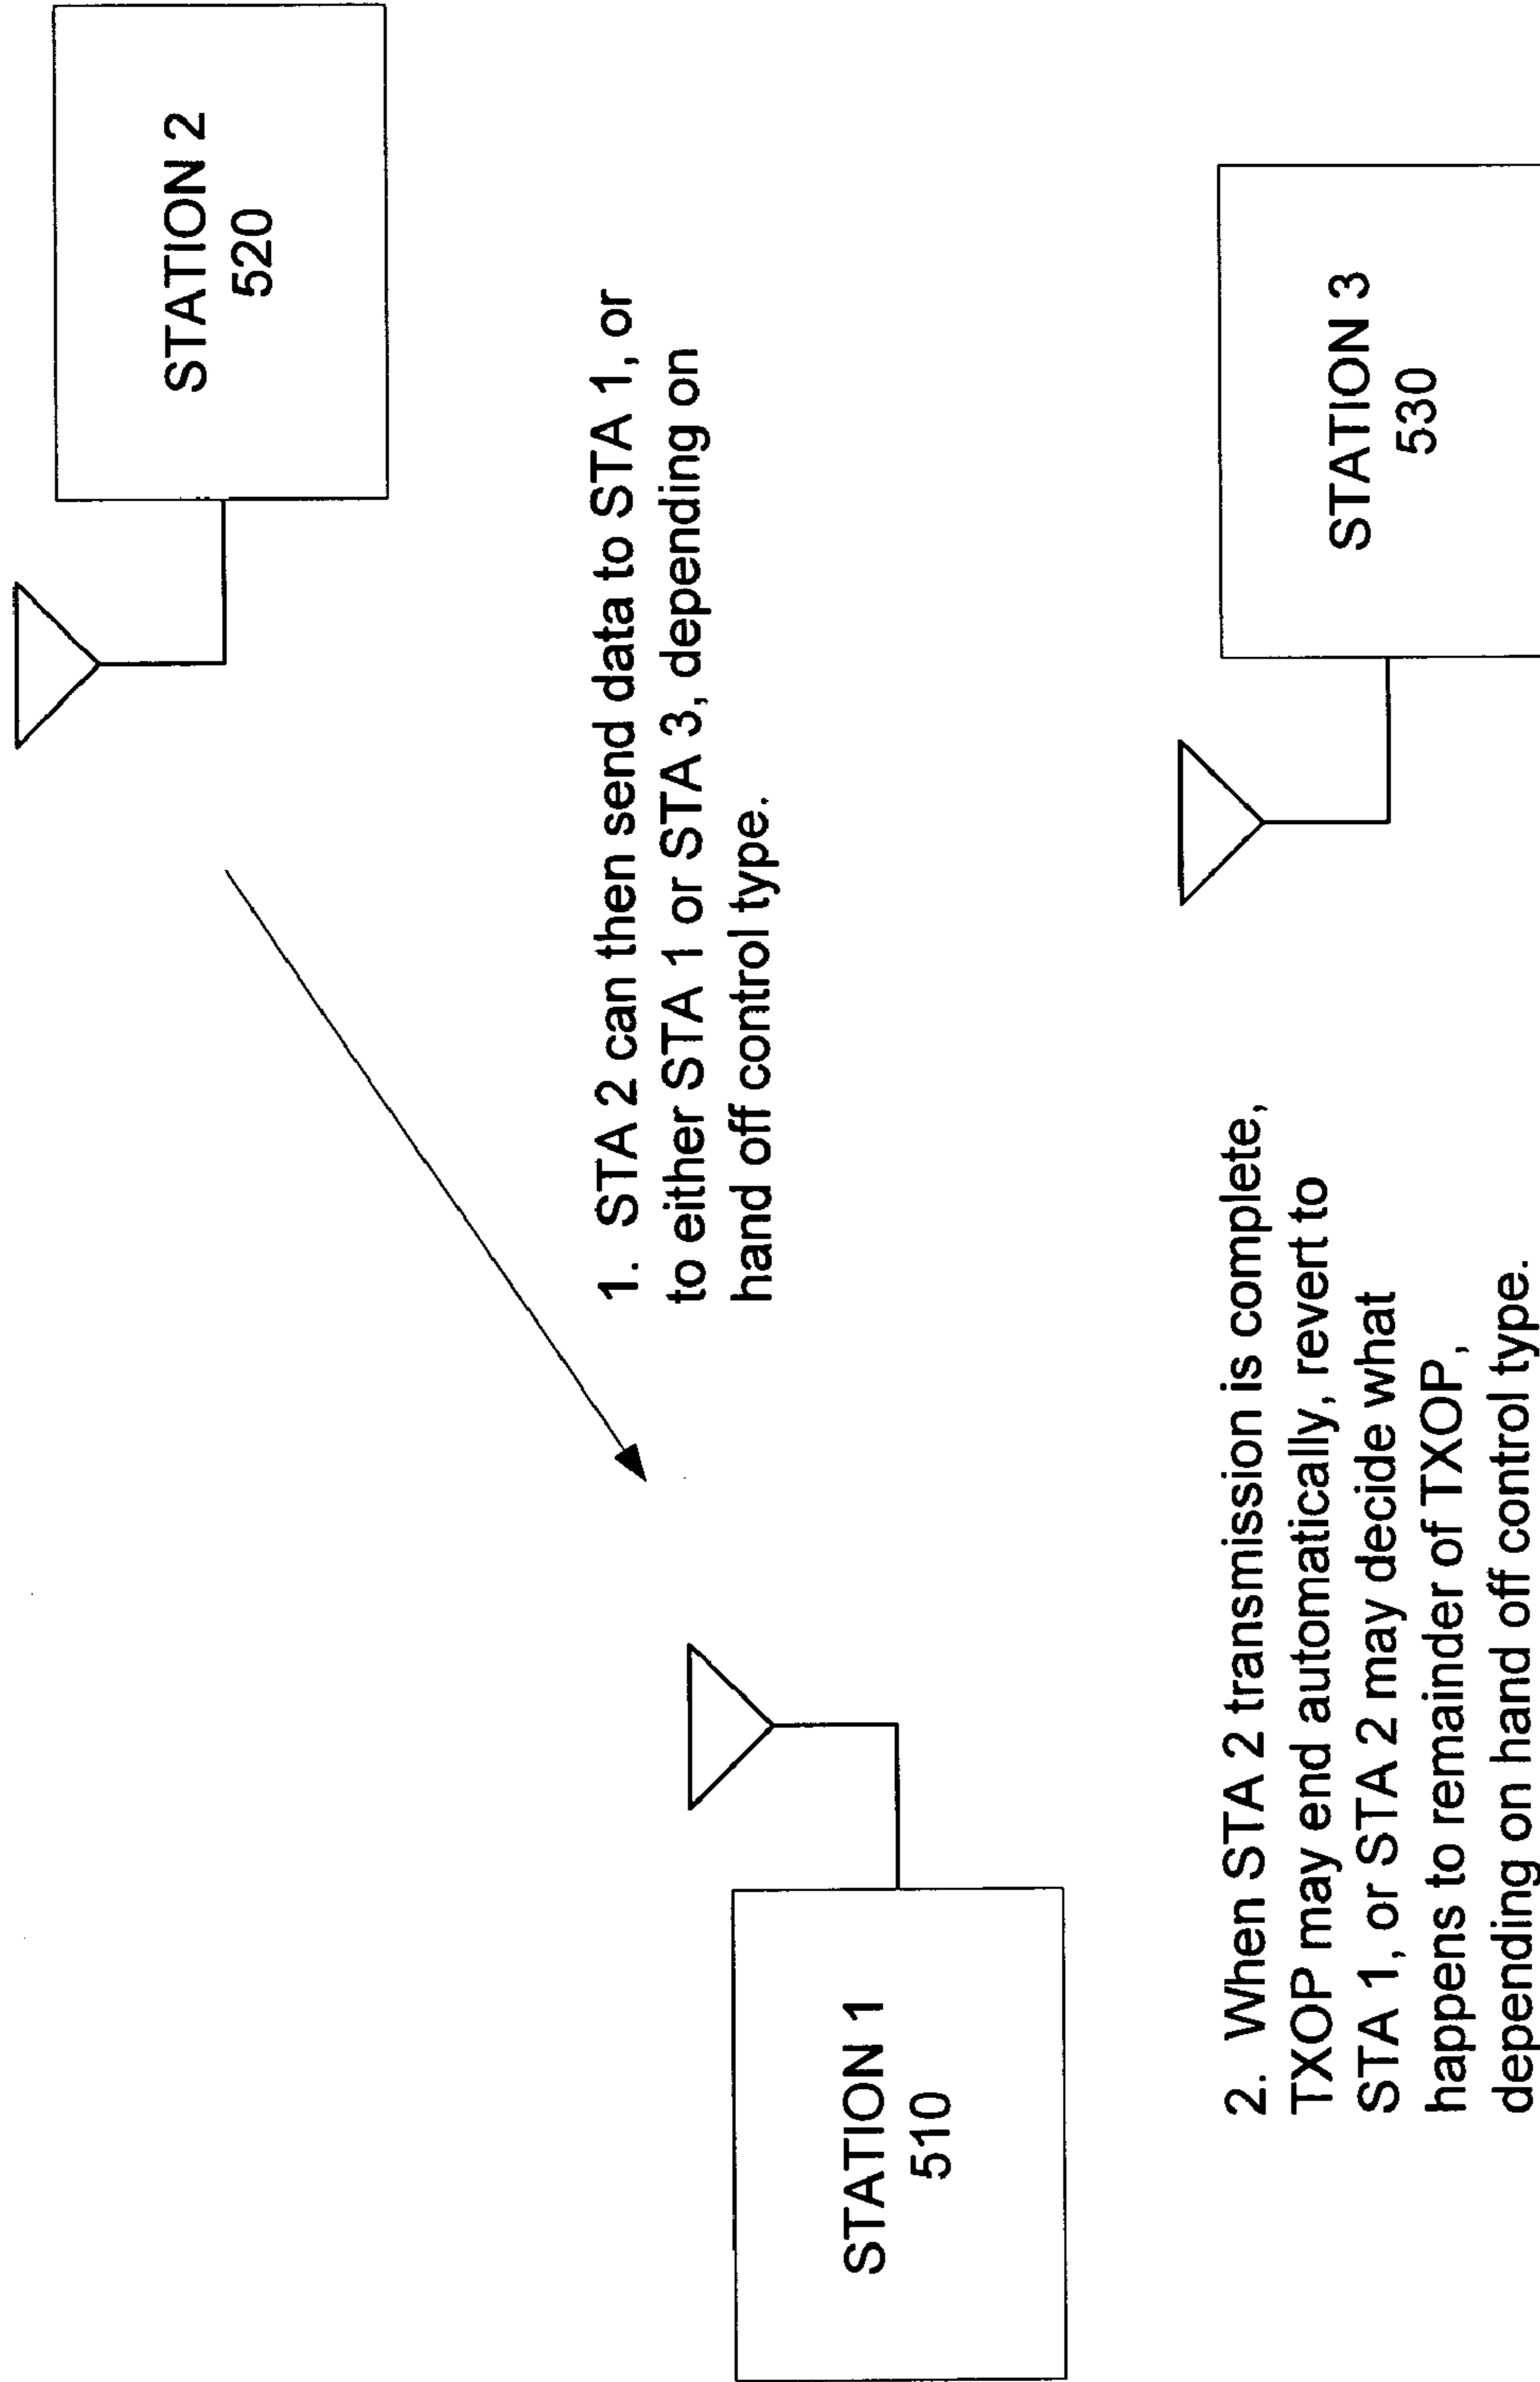 STATION 2
520
1. STA 2 can then send data to STA 1, or
to either STA 1 or STA 3, depending on
hand off control type.
STATION 1
510
STATION 3
530
2. When STA 2 transmission is complete,
TXOP may end automatically, revert to
STA 1, or STA 2 may decide what
happens to remainder of TXOP,
depending on hand off control type.